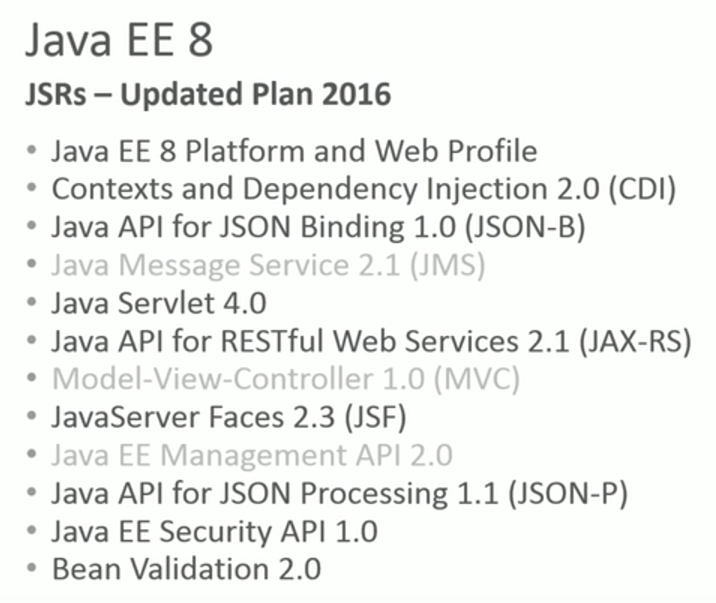 Java EE 8
JSRs – Updated Plan 2016
• Java EE 8 Platform and Web Profile
• Contexts and Dependency Injection 2.0 (CDI)
• Java API for JSON Binding 1.0 (JSON-B)
• Java Message Service 2.1 (JMS)
• Java Servlet 4.0
• Java API for RESTful Web Services 2.1 (JAX-RS)
• Model-View-Controller 1.0 (MVC)
• JavaServer Faces 2.3 (JSF)
• Java EE Management API 2.0
• Java API for JSON Processing 1.1 (JSON-P)
• Java EE Security API 1.0
• Bean Validation 2.0